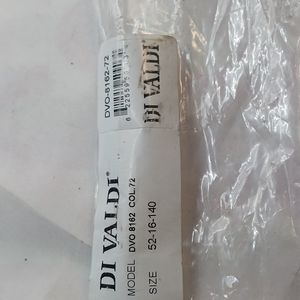 DVO-8162-72
DI VALDI
DI VALDI
MODEL DVO 8162 COL.72
SIZE 52-16-140